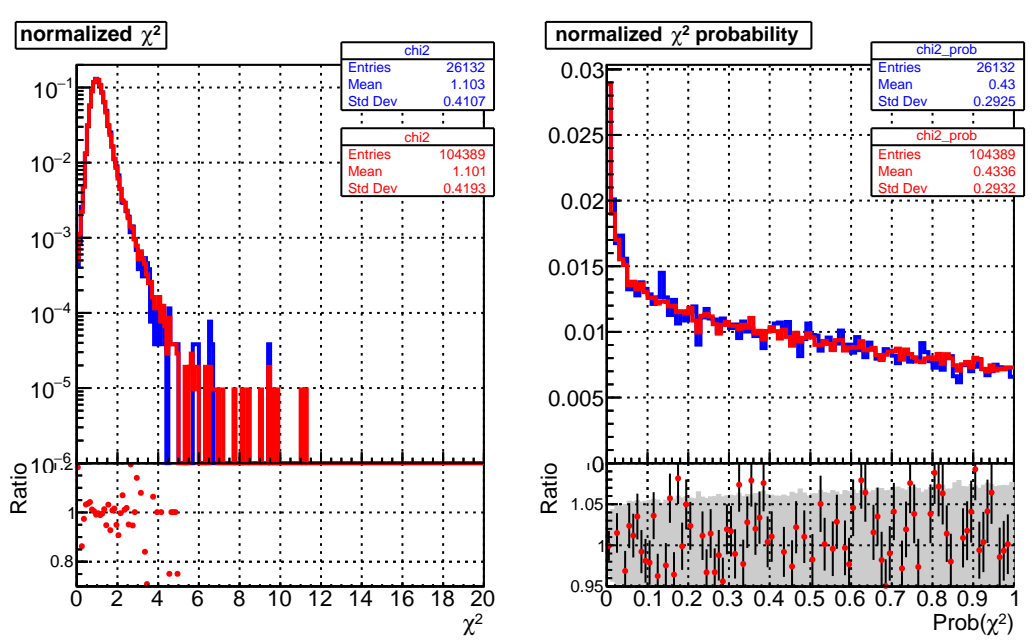 normalized χ²
chi2
Entries 26132
Mean 1.103
Std Dev 0.4107
chi2
Entries 104389
Mean 1.101
Std Dev 0.4193
10⁻¹
10⁻²
10⁻³
10⁻⁴
10⁻⁵
10⁻⁶
1.2
1
0.8
Ratio
0 2 4 6 8 10 12 14 16 18 20
χ²
normalized χ² probability
chi2_prob
Entries 26132
Mean 0.43
Std Dev 0.2925
chi2_prob
Entries 104389
Mean 0.4336
Std Dev 0.2932
0.03
0.025
0.02
0.015
0.01
0.005
0
1.05
1
0.95
Ratio
0 0.1 0.2 0.3 0.4 0.5 0.6 0.7 0.8 0.9 1
Prob(χ²)